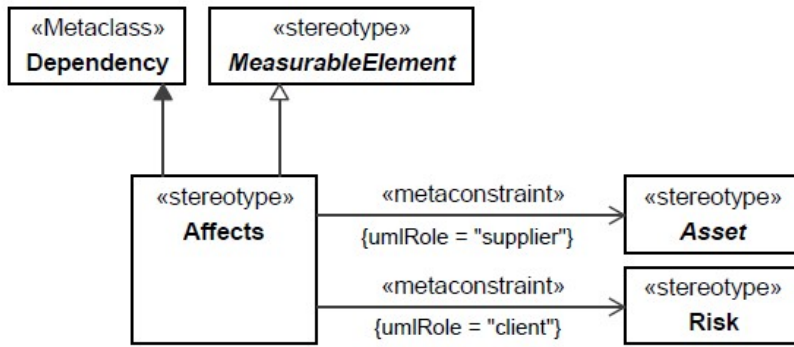 «Metaclass»
Dependency
«stereotype»
MeasurableElement
«stereotype»
Affects
«metaconstraint»
{umlRole = "supplier"}
«stereotype»
Asset
«metaconstraint»
{umlRole = "client"}
«stereotype»
Risk